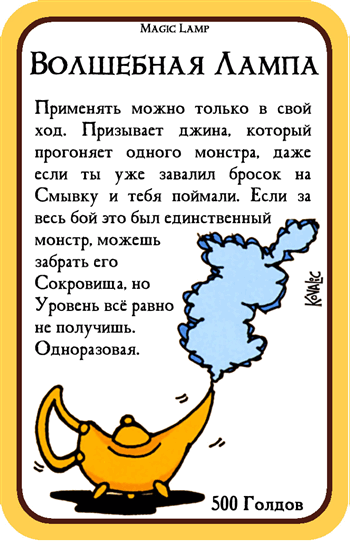 Magic Lamp
Волшебная Лампа
Применять можно только в свой
ход. Призывает джина, который
прогоняет одного монстра, даже
если ты уже завалил бросок на
Смывку и тебя поймали. Если за
весь бой это был единственный
монстр, можешь
забрать его
Сокровища, но
Уровень всё равно
не получишь.
Одноразовая.
Kovalic
500 Голдов